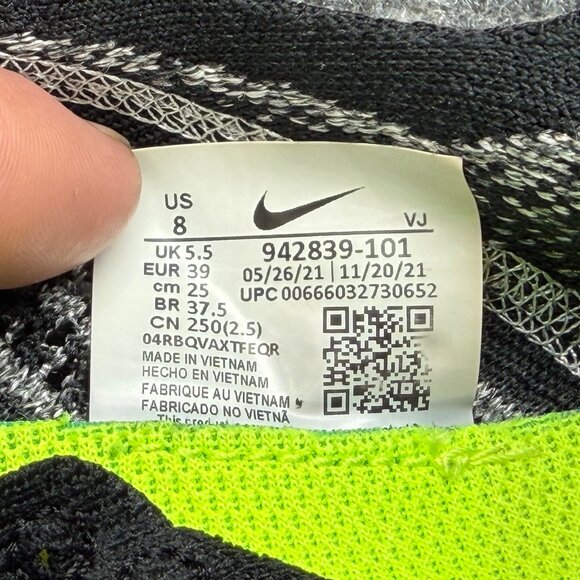 US
8
VJ
UK 5.5
942839-101
EUR 39
05/26/21 | 11/20/21
cm 25
UPC 00666032730652
BR 37.5
CN 250(2.5)
04RBQVAXTFEQR
MADE IN VIETNAM
HECHO EN VIETNAM
FABRIQUE AU VIETNAM
FABRICADO NO VIETNÃ
This product